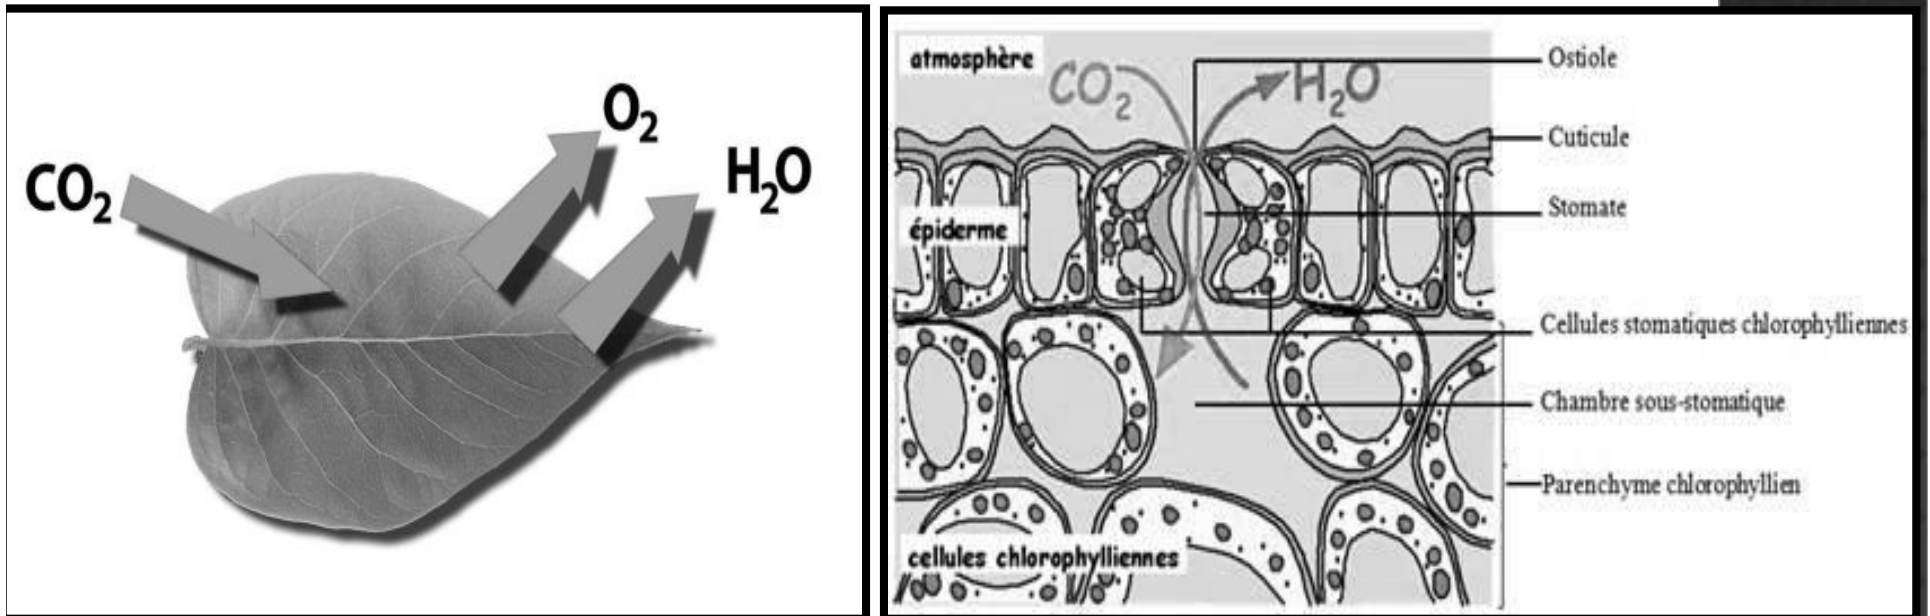 CO₂
O₂
H₂O
atmosphère
CO₂
H₂O
épiderme
cellules chlorophylliennes
Ostiole
Cuticule
Stomate
Cellules stomatiques chlorophylliennes
Chambre sous-stomatique
Parenchyme chlorophyllien